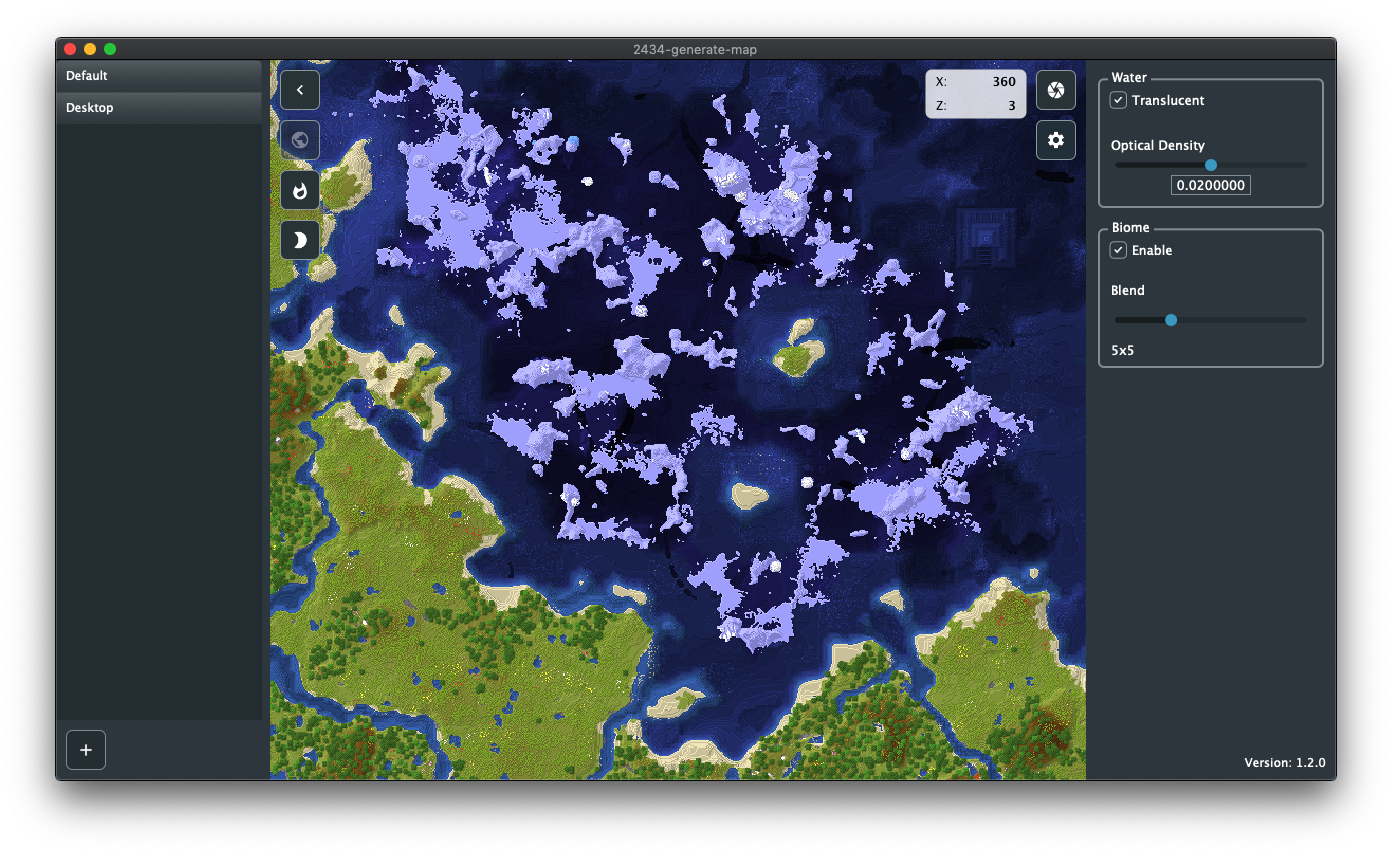 2434-generate-map
Default
Desktop
X: 360
Z: 3
Water
Translucent
Optical Density
0.0200000
Biome
Enable
Blend
5x5
Version: 1.2.0